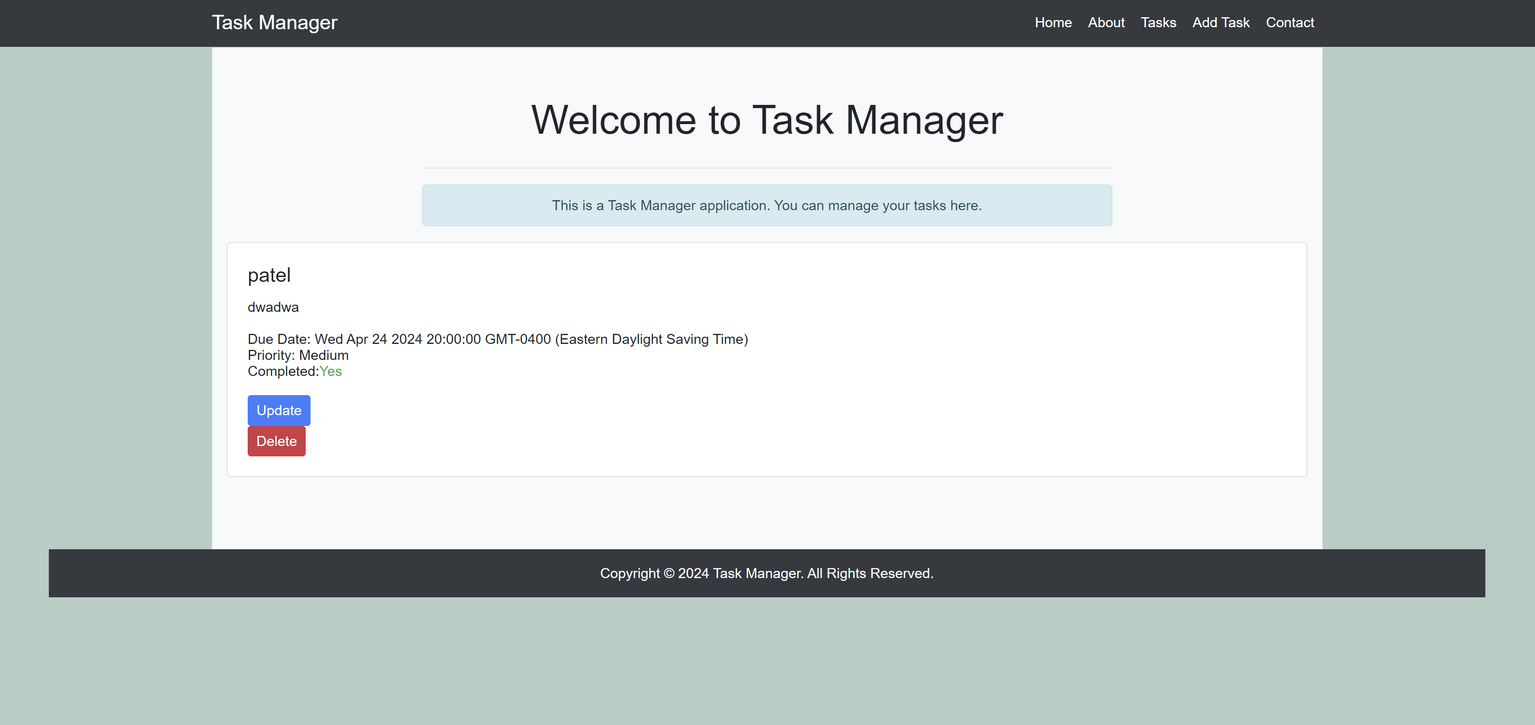 Task Manager
Home About Tasks Add Task Contact
Welcome to Task Manager
This is a Task Manager application. You can manage your tasks here.
patel
dwadwa
Due Date: Wed Apr 24 2024 20:00:00 GMT-0400 (Eastern Daylight Saving Time)
Priority: Medium
Completed:Yes
Update
Delete
Copyright © 2024 Task Manager. All Rights Reserved.